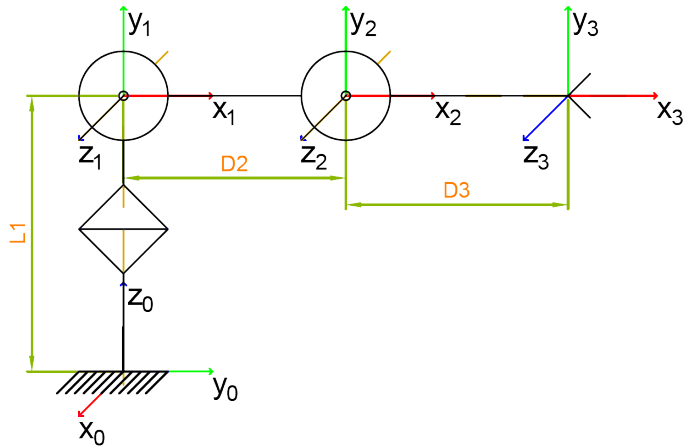 y₁
y₂
y₃
x₁
x₂
x₃
z₁
z₂
z₃
D2
D3
L1
z₀
y₀
x₀